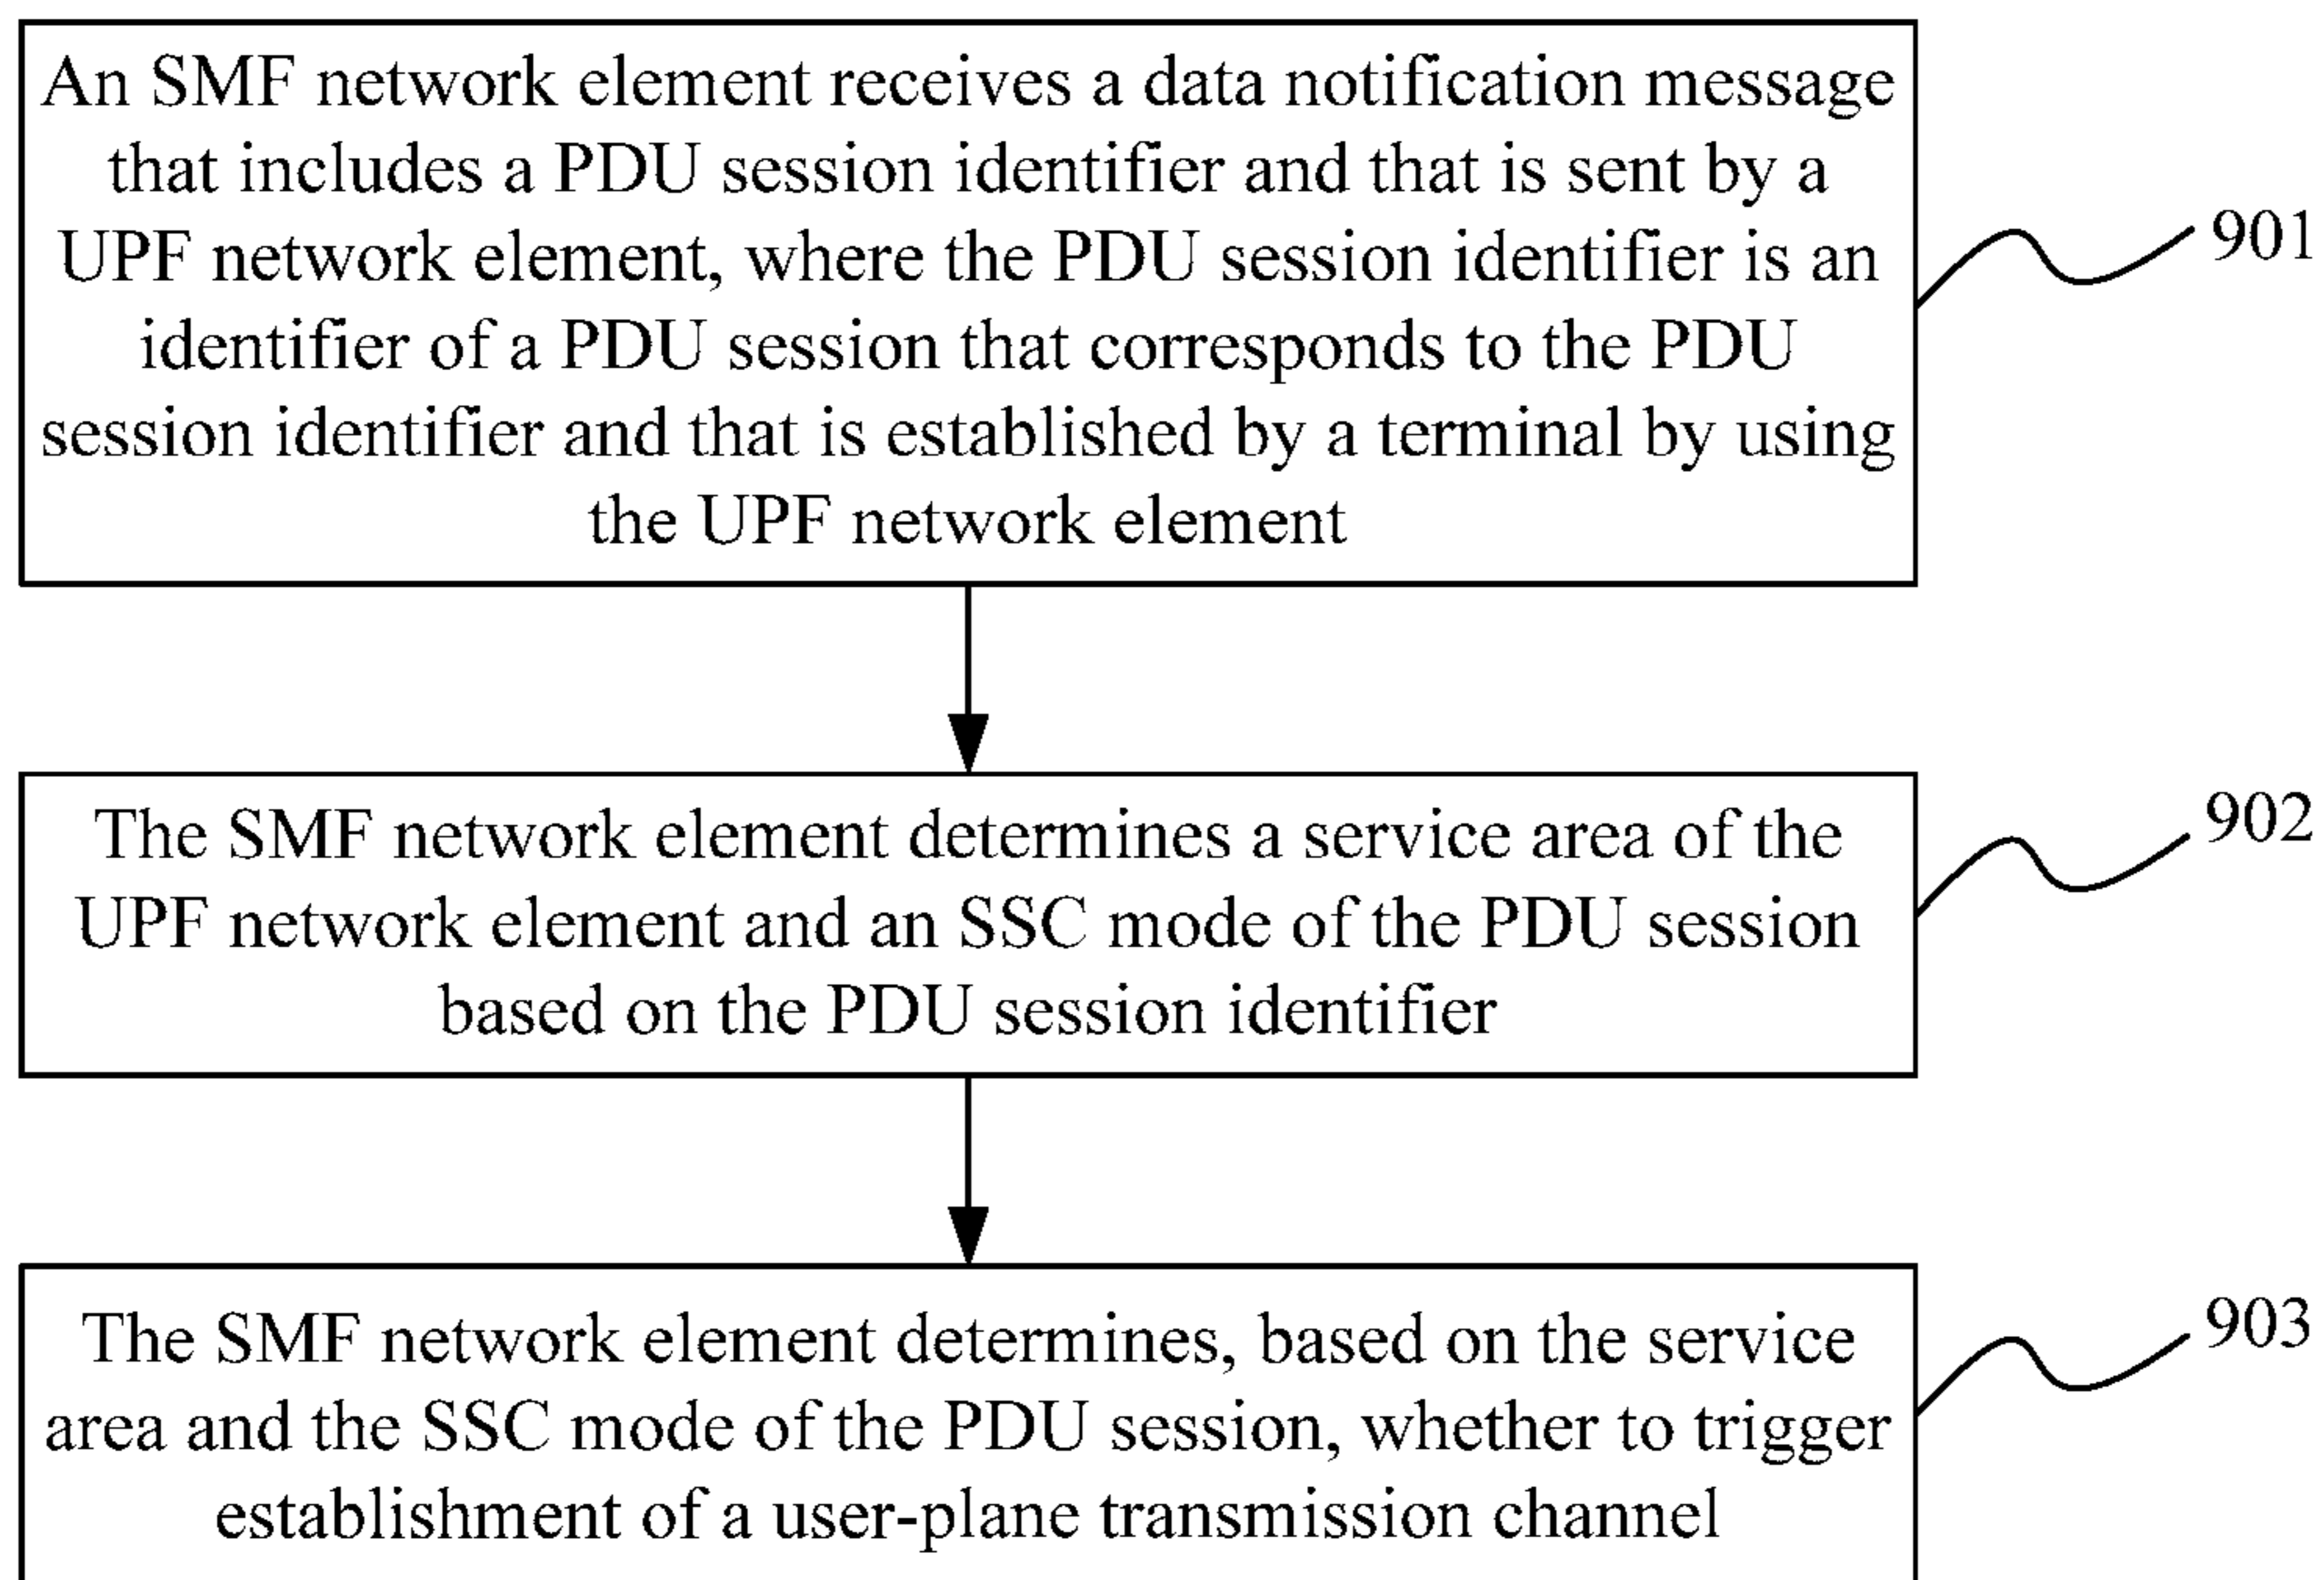 An SMF network element receives a data notification message
that includes a PDU session identifier and that is sent by a
UPF network element, where the PDU session identifier is an
identifier of a PDU session that corresponds to the PDU
session identifier and that is established by a terminal by using
the UPF network element
901
The SMF network element determines a service area of the
UPF network element and an SSC mode of the PDU session
based on the PDU session identifier
902
The SMF network element determines, based on the service
area and the SSC mode of the PDU session, whether to trigger
establishment of a user-plane transmission channel
903